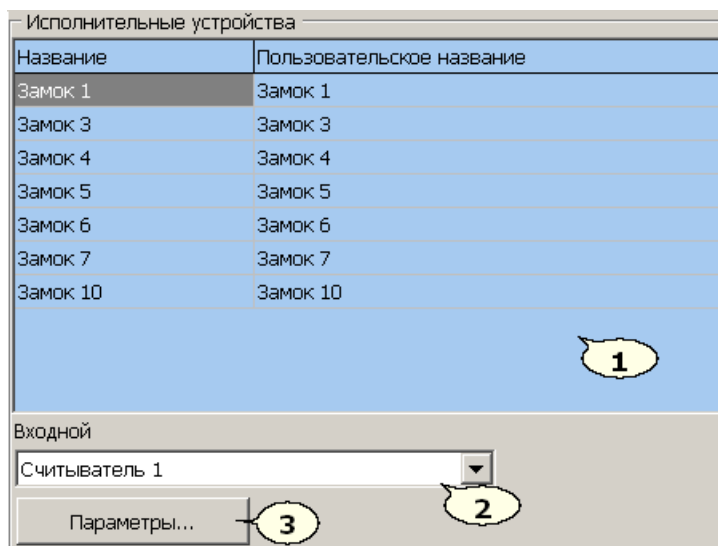 Исполнительные устройства
Название Пользовательское название
Замок 1 Замок 1
Замок 3 Замок 3
Замок 4 Замок 4
Замок 5 Замок 5
Замок 6 Замок 6
Замок 7 Замок 7
Замок 10 Замок 10
1
Входной
Считыватель 1
2
Параметры... 3